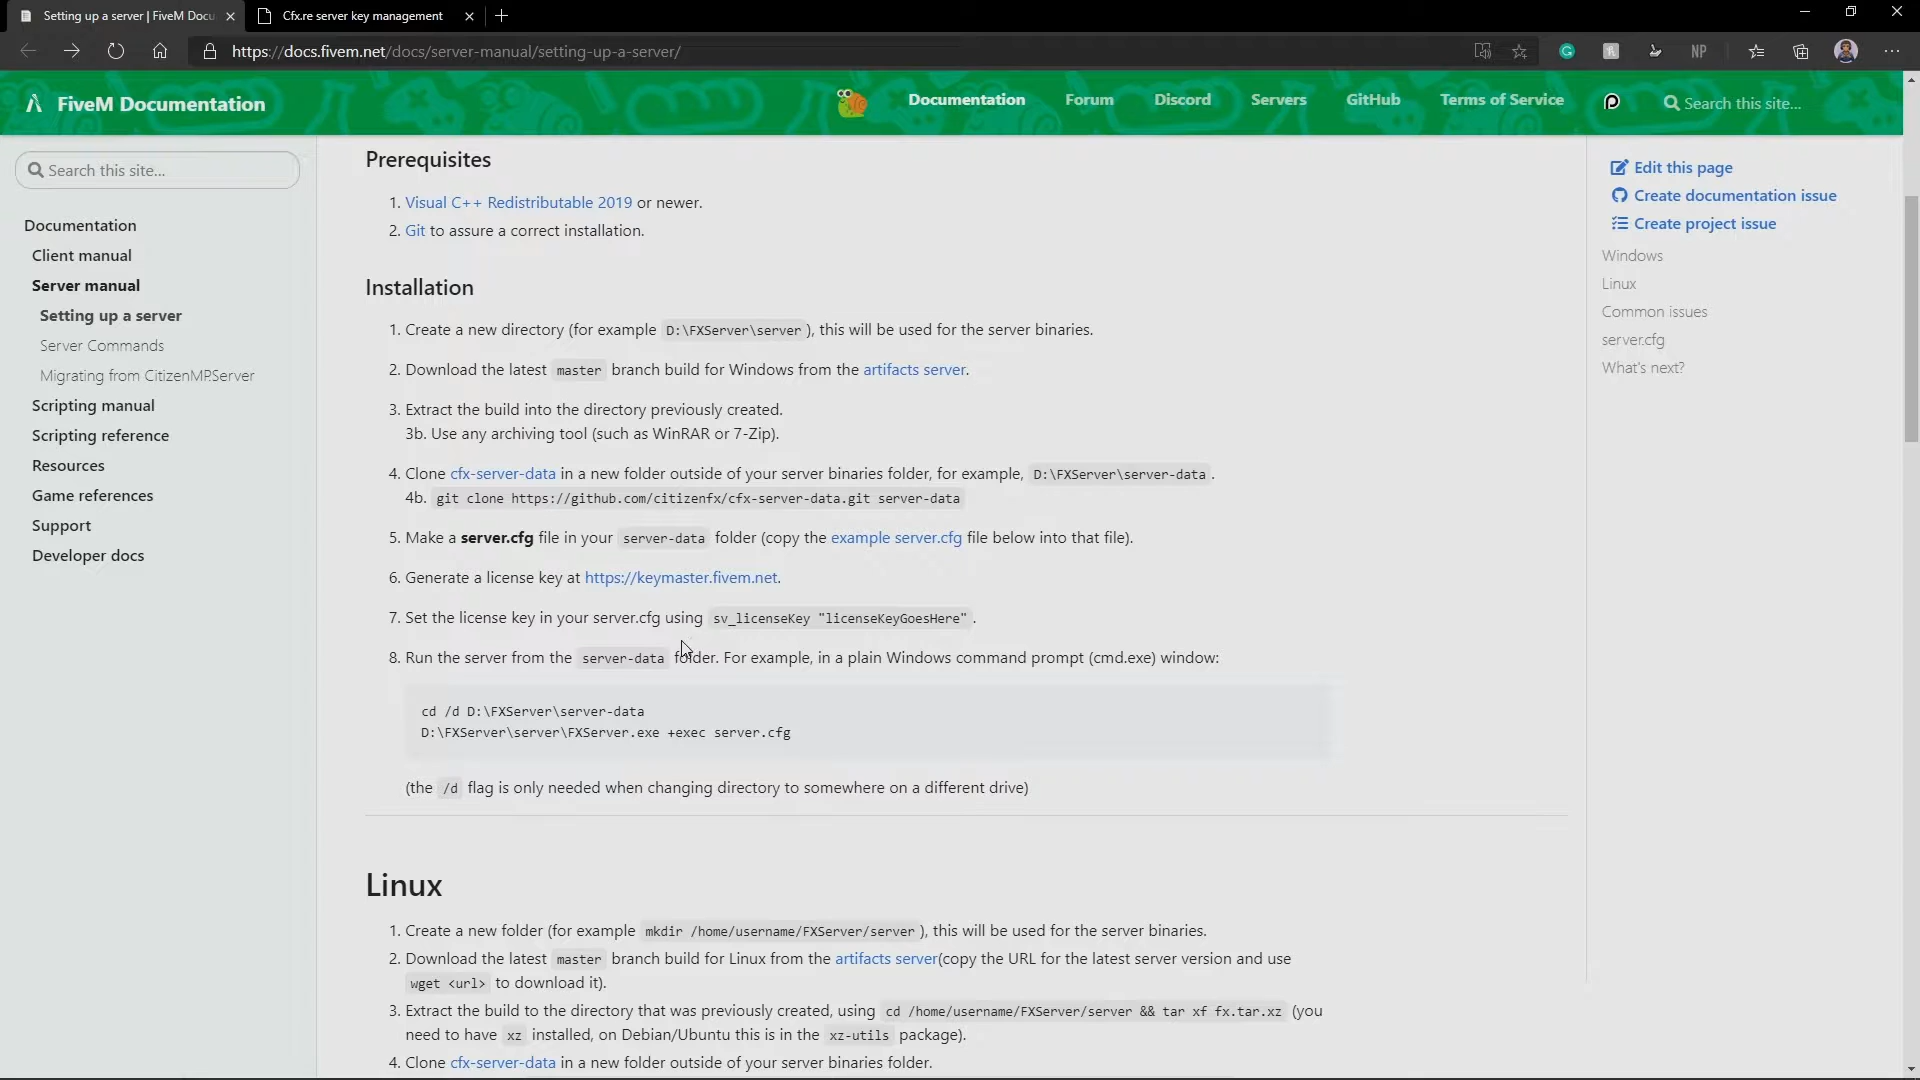 Setting up a server | FiveM Docu
Cfx.re server key management
https://docs.fivem.net/docs/server-manual/setting-up-a-server/
NP
FiveM Documentation
Documentation
Forum
Discord
Servers
GitHub
Terms of Service
Search this site...
Search this site...
Documentation
Client manual
Server manual
Setting up a server
Server Commands
Migrating from CitizenMP.Server
Scripting manual
Scripting reference
Resources
Game references
Support
Developer docs
Prerequisites
1. Visual C++ Redistributable 2019 or newer.
2. Git to assure a correct installation.
Installation
1. Create a new directory (for example D:\FXServer\server), this will be used for the server binaries.
2. Download the latest master branch build for Windows from the artifacts server.
3. Extract the build into the directory previously created.
3b. Use any archiving tool (such as WinRAR or 7-Zip).
4. Clone cfx-server-data in a new folder outside of your server binaries folder, for example, D:\FXServer\server-data.
4b. git clone https://github.com/citizenfx/cfx-server-data.git server-data
5. Make a server.cfg file in your server-data folder (copy the example server.cfg file below into that file).
6. Generate a license key at https://keymaster.fivem.net.
7. Set the license key in your server.cfg using sv_licenseKey "licenseKeyGoesHere".
8. Run the server from the server-data folder. For example, in a plain Windows command prompt (cmd.exe) window:
cd /d D:\FXServer\server-data
D:\FXServer\server\FXServer.exe +exec server.cfg
(the /d flag is only needed when changing directory to somewhere on a different drive)
Linux
1. Create a new folder (for example mkdir /home/username/FXServer/server), this will be used for the server binaries.
2. Download the latest master branch build for Linux from the artifacts server(copy the URL for the latest server version and use
wget <url> to download it).
3. Extract the build to the directory that was previously created, using cd /home/username/FXServer/server && tar xf fx.tar.xz (you
need to have xz installed, on Debian/Ubuntu this is in the xz-utils package).
4. Clone cfx-server-data in a new folder outside of your server binaries folder.
Edit this page
Create documentation issue
Create project issue
Windows
Linux
Common issues
server.cfg
What's next?